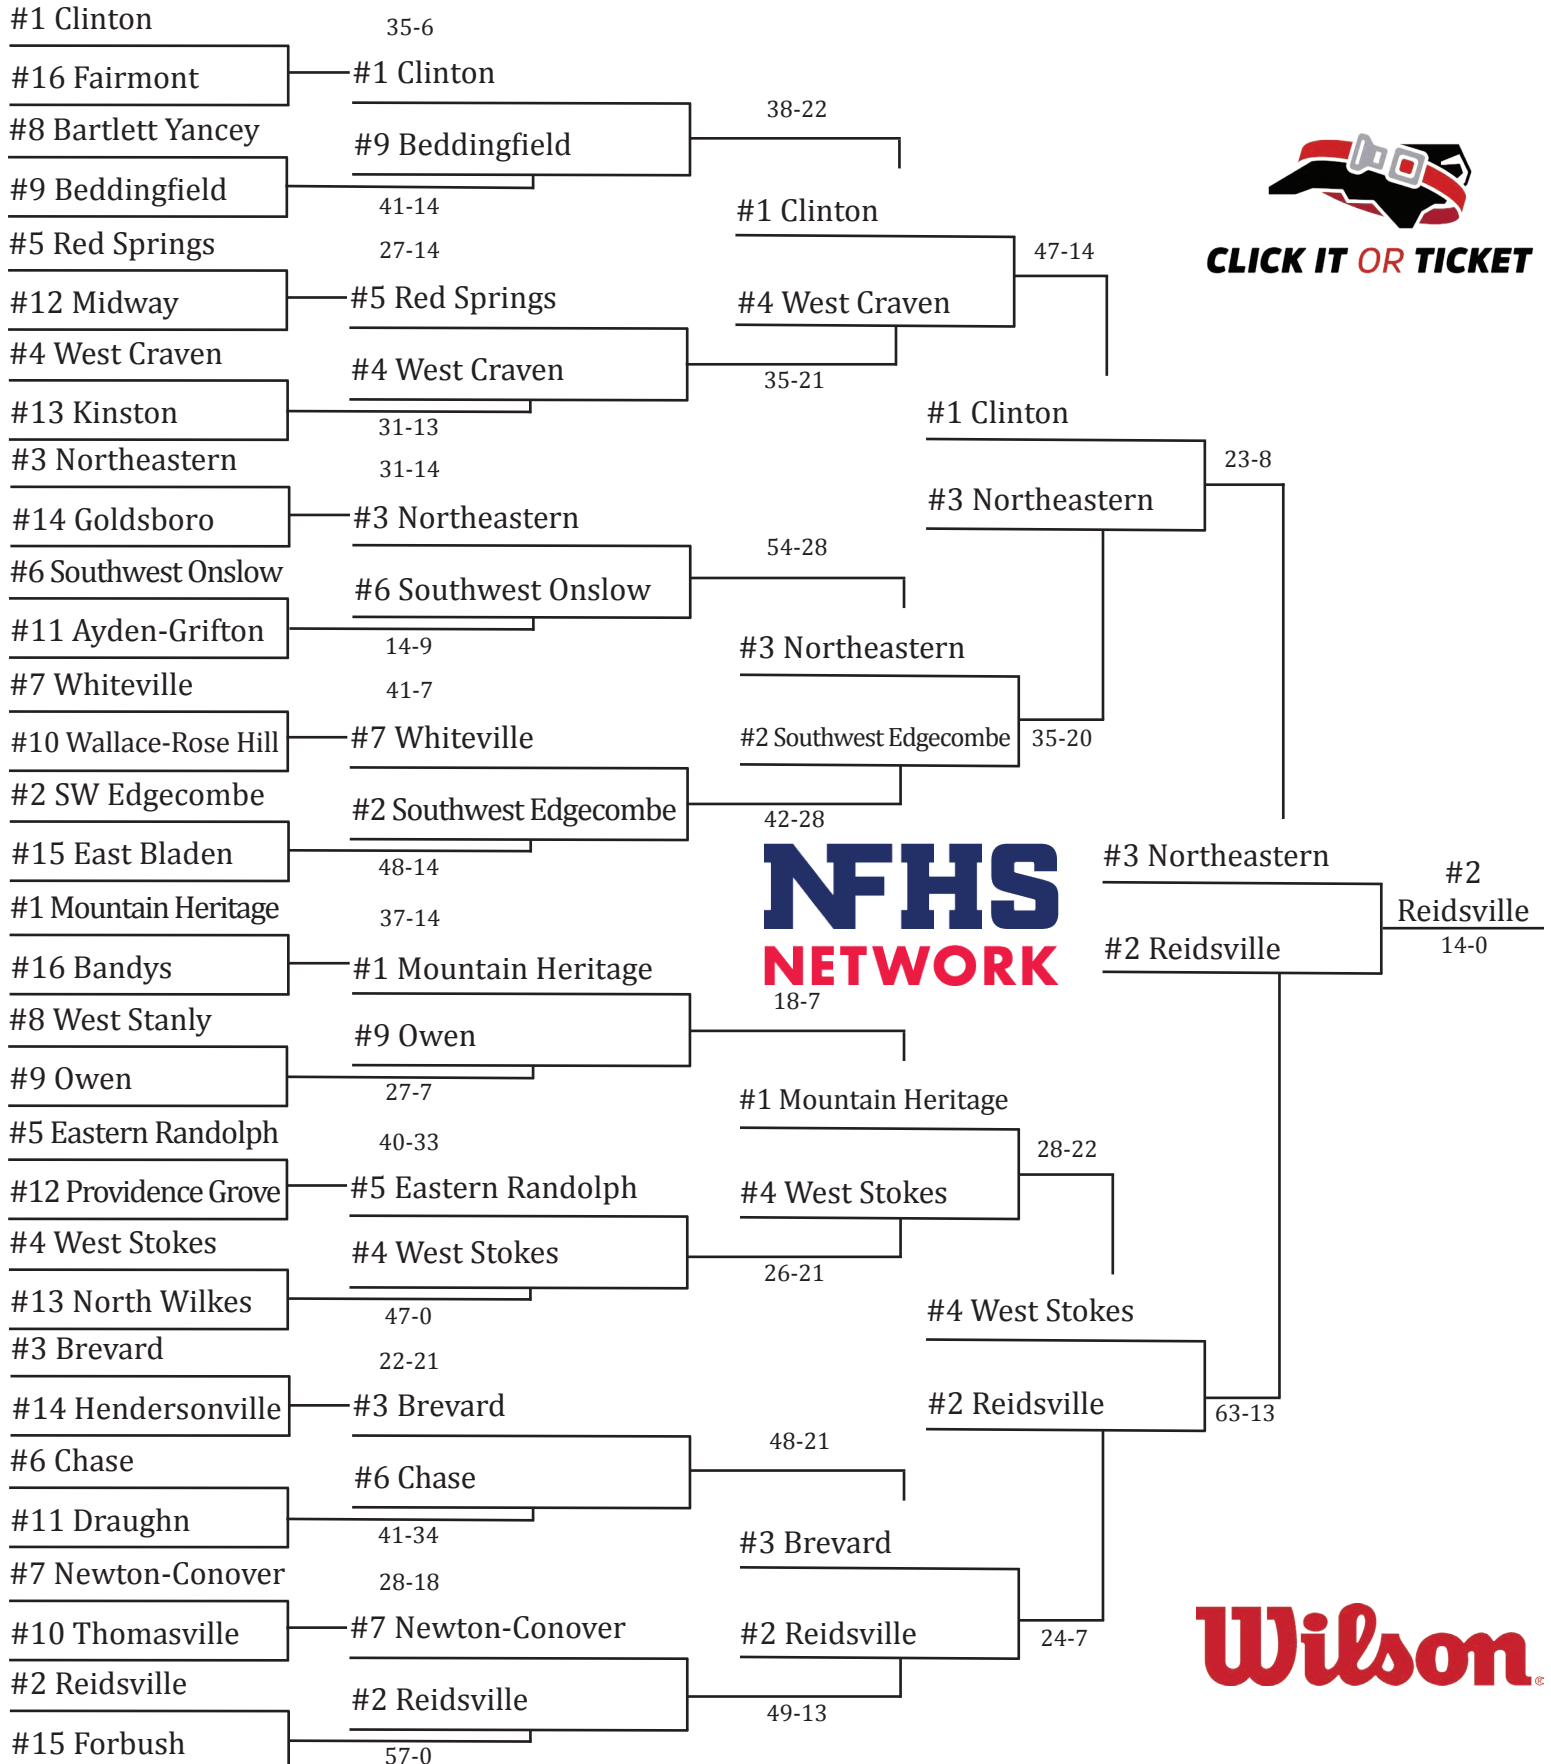 #1 Clinton
#16 Fairmont
#8 Bartlett Yancey
#9 Beddingfield
#5 Red Springs
#12 Midway
#4 West Craven
#13 Kinston
#3 Northeastern
#14 Goldsboro
#6 Southwest Onslow
#11 Ayden-Grifton
#7 Whiteville
#10 Wallace-Rose Hill
#2 SW Edgecombe
#15 East Bladen
#1 Mountain Heritage
#16 Bandys
#8 West Stanly
#9 Owen
#5 Eastern Randolph
#12 Providence Grove
#4 West Stokes
#13 North Wilkes
#3 Brevard
#14 Hendersonville
#6 Chase
#11 Draughn
#7 Newton-Conover
#10 Thomasville
#2 Reidsville
#15 Forbush
35-6
#1 Clinton
#9 Beddingfield
41-14
27-14
#5 Red Springs
#4 West Craven
31-13
31-14
#3 Northeastern
#6 Southwest Onslow
14-9
41-7
#7 Whiteville
#2 Southwest Edgecombe
48-14
37-14
#1 Mountain Heritage
#9 Owen
27-7
40-33
#5 Eastern Randolph
#4 West Stokes
47-0
22-21
#3 Brevard
#6 Chase
41-34
28-18
#7 Newton-Conover
#2 Reidsville
57-0
38-22
#1 Clinton
#4 West Craven
35-21
54-28
#3 Northeastern
#2 Southwest Edgecombe
42-28
NFHS
NETWORK
18-7
#1 Mountain Heritage
#4 West Stokes
26-21
48-21
#3 Brevard
#2 Reidsville
49-13
47-14
#1 Clinton
#3 Northeastern
35-20
28-22
#4 West Stokes
#2 Reidsville
24-7
CLICK IT OR TICKET
23-8
#3 Northeastern
#2 Reidsville
63-13
#2
Reidsville
14-0
Wilson®